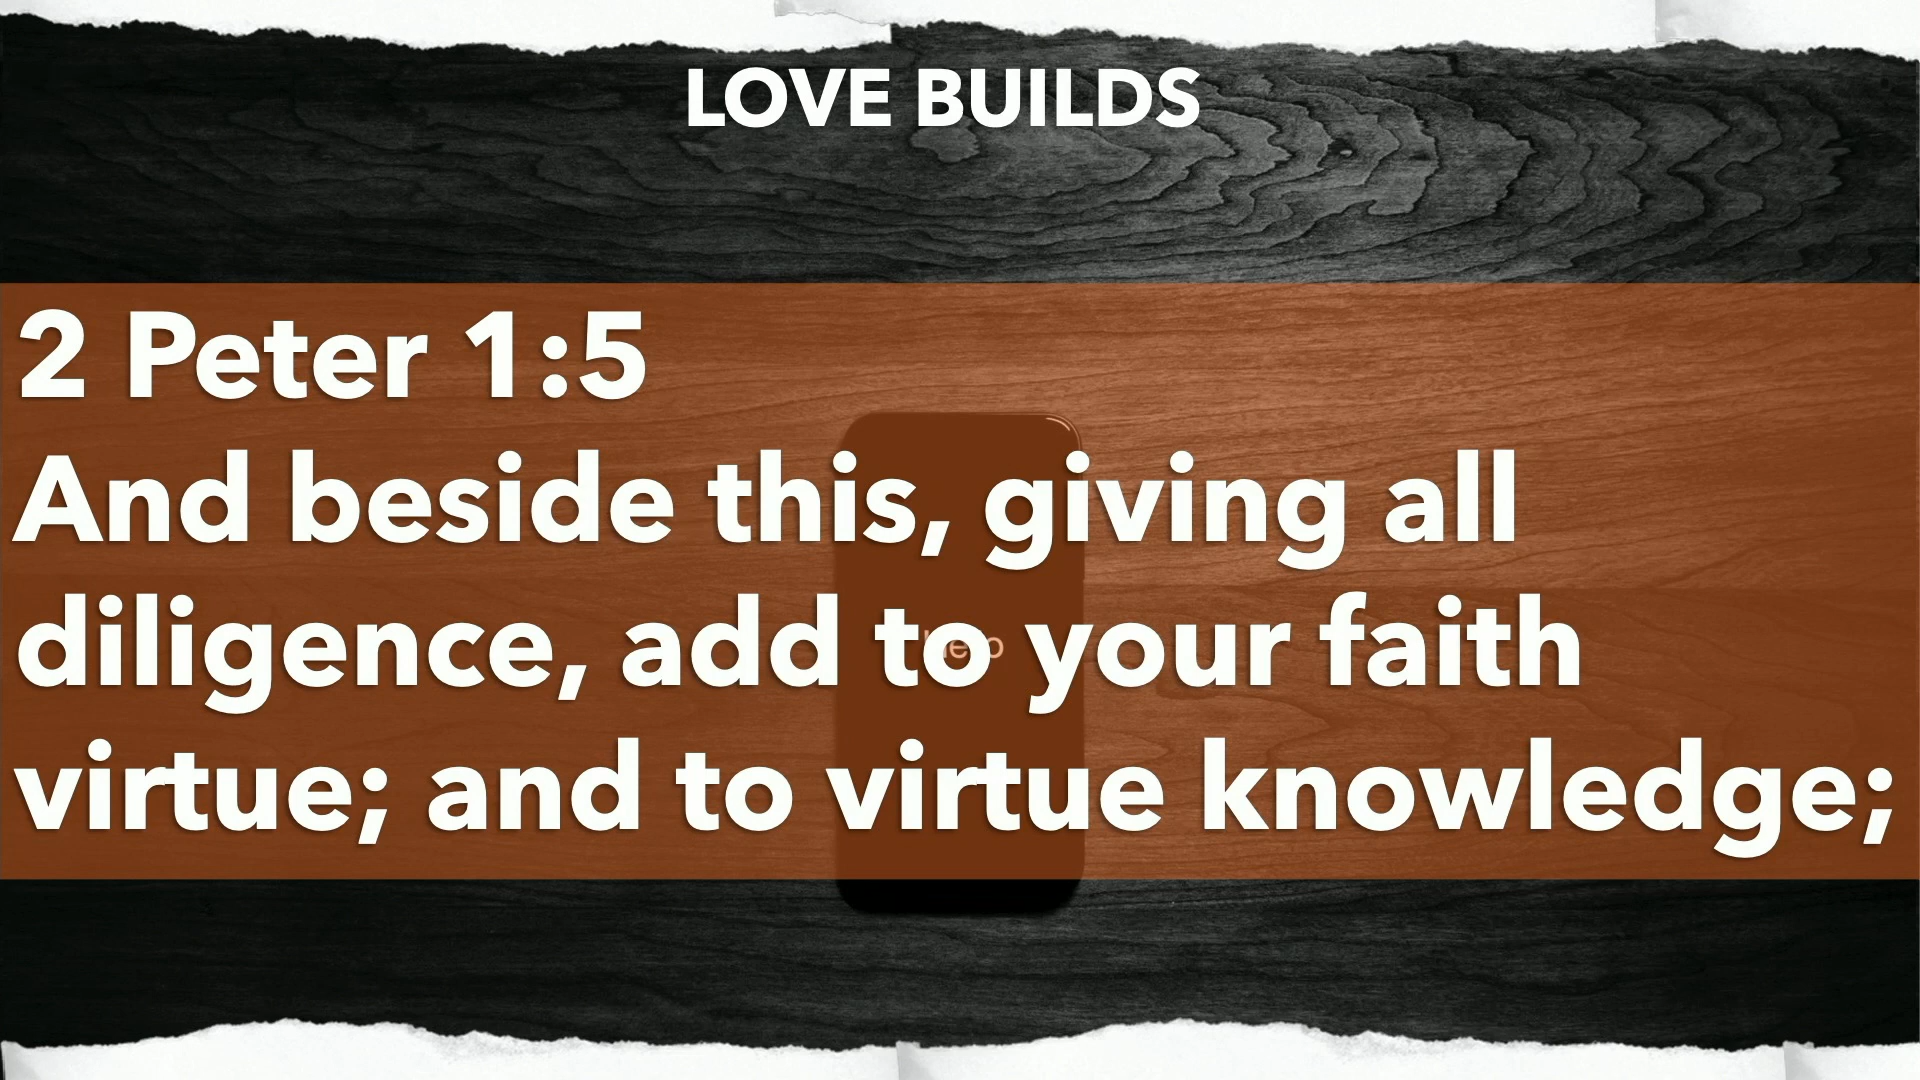 LOVE BUILDS
2 Peter 1:5
And beside this, giving all
diligence, add to your faith
virtue; and to virtue knowledge;